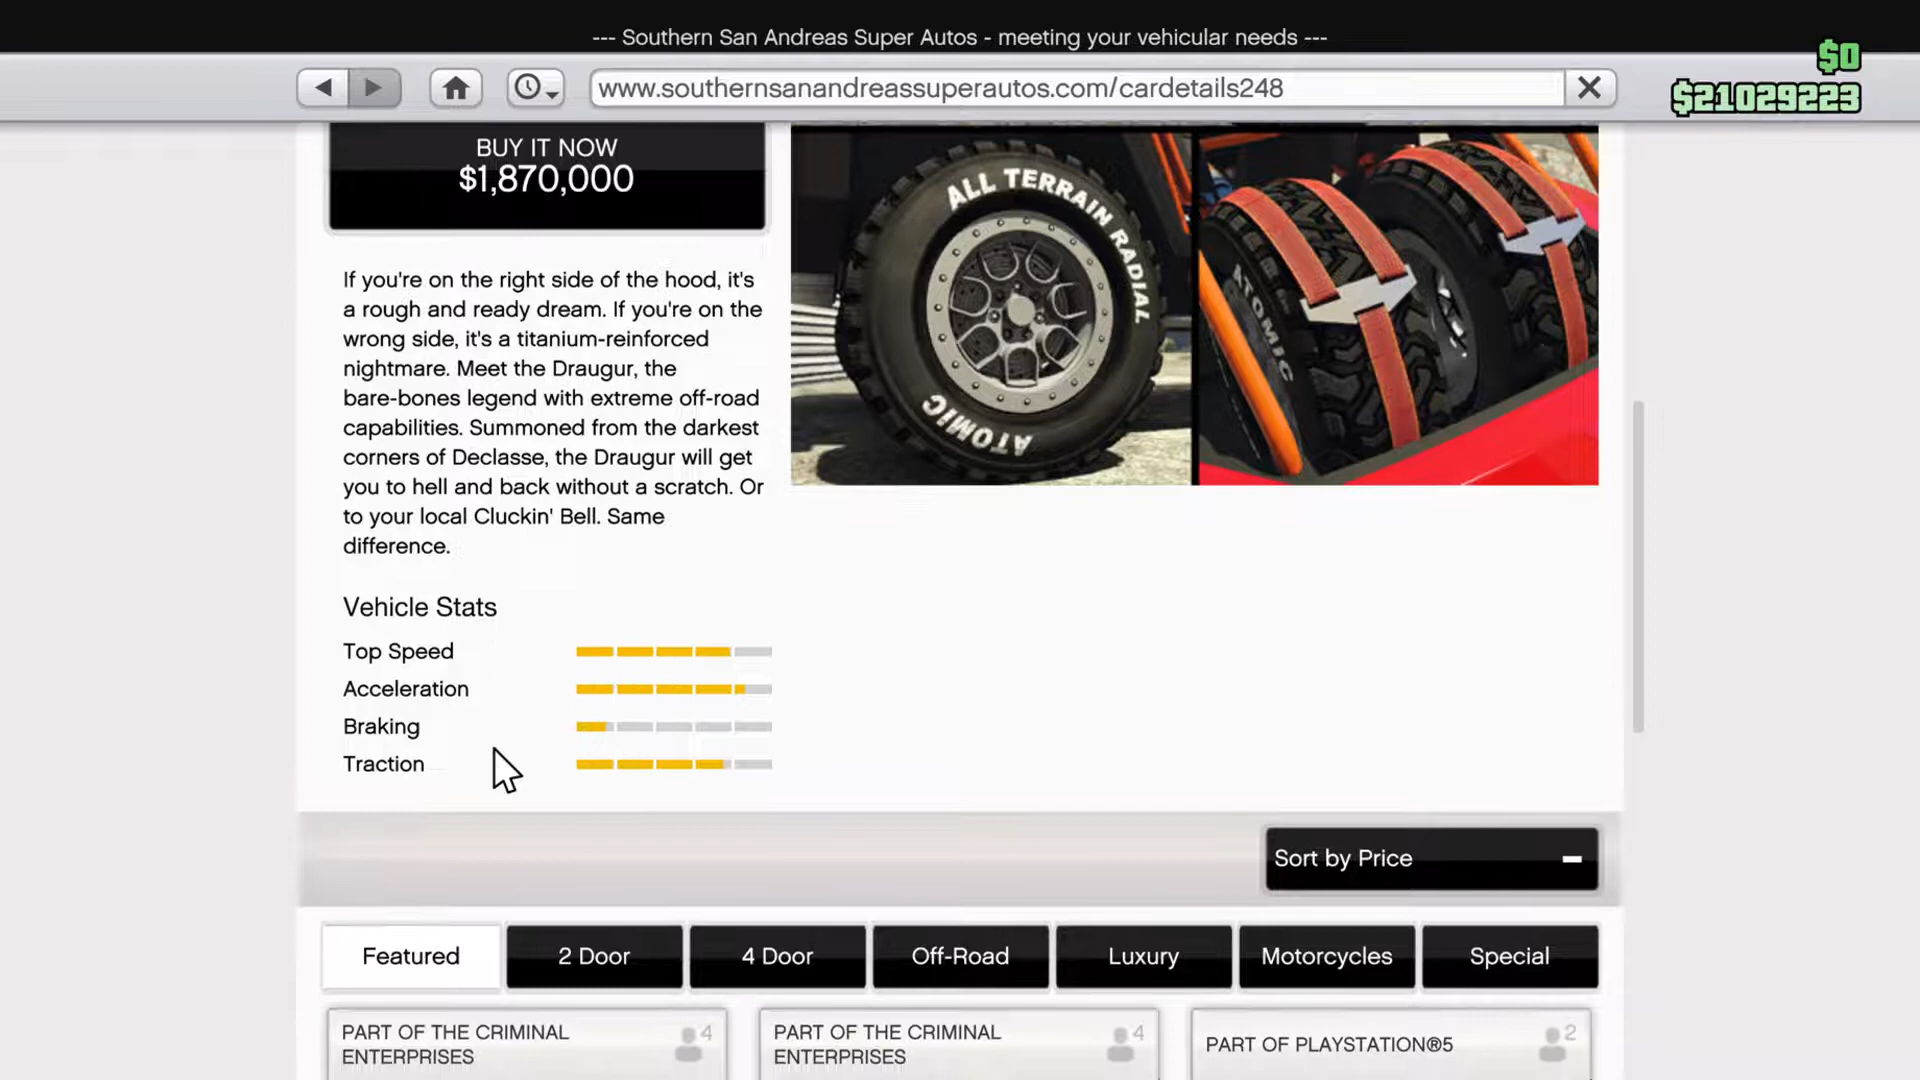 --- Southern San Andreas Super Autos - meeting your vehicular needs ---
$0
www.southernsanandreassuperautos.com/cardetails248
$21029223
BUY IT NOW
$1,870,000
ALL TERRAIN RADIAL
ATOMIC
ATOMIC
If you're on the right side of the hood, it's
a rough and ready dream. If you're on the
wrong side, it's a titanium-reinforced
nightmare. Meet the Draugur, the
bare-bones legend with extreme off-road
capabilities. Summoned from the darkest
corners of Declasse, the Draugur will get
you to hell and back without a scratch. Or
to your local Cluckin' Bell. Same
difference.
Vehicle Stats
Top Speed
Acceleration
Braking
Traction
Sort by Price
Featured
2 Door
4 Door
Off-Road
Luxury
Motorcycles
Special
PART OF THE CRIMINAL
ENTERPRISES
4
PART OF THE CRIMINAL
ENTERPRISES
4
PART OF PLAYSTATION®5
2